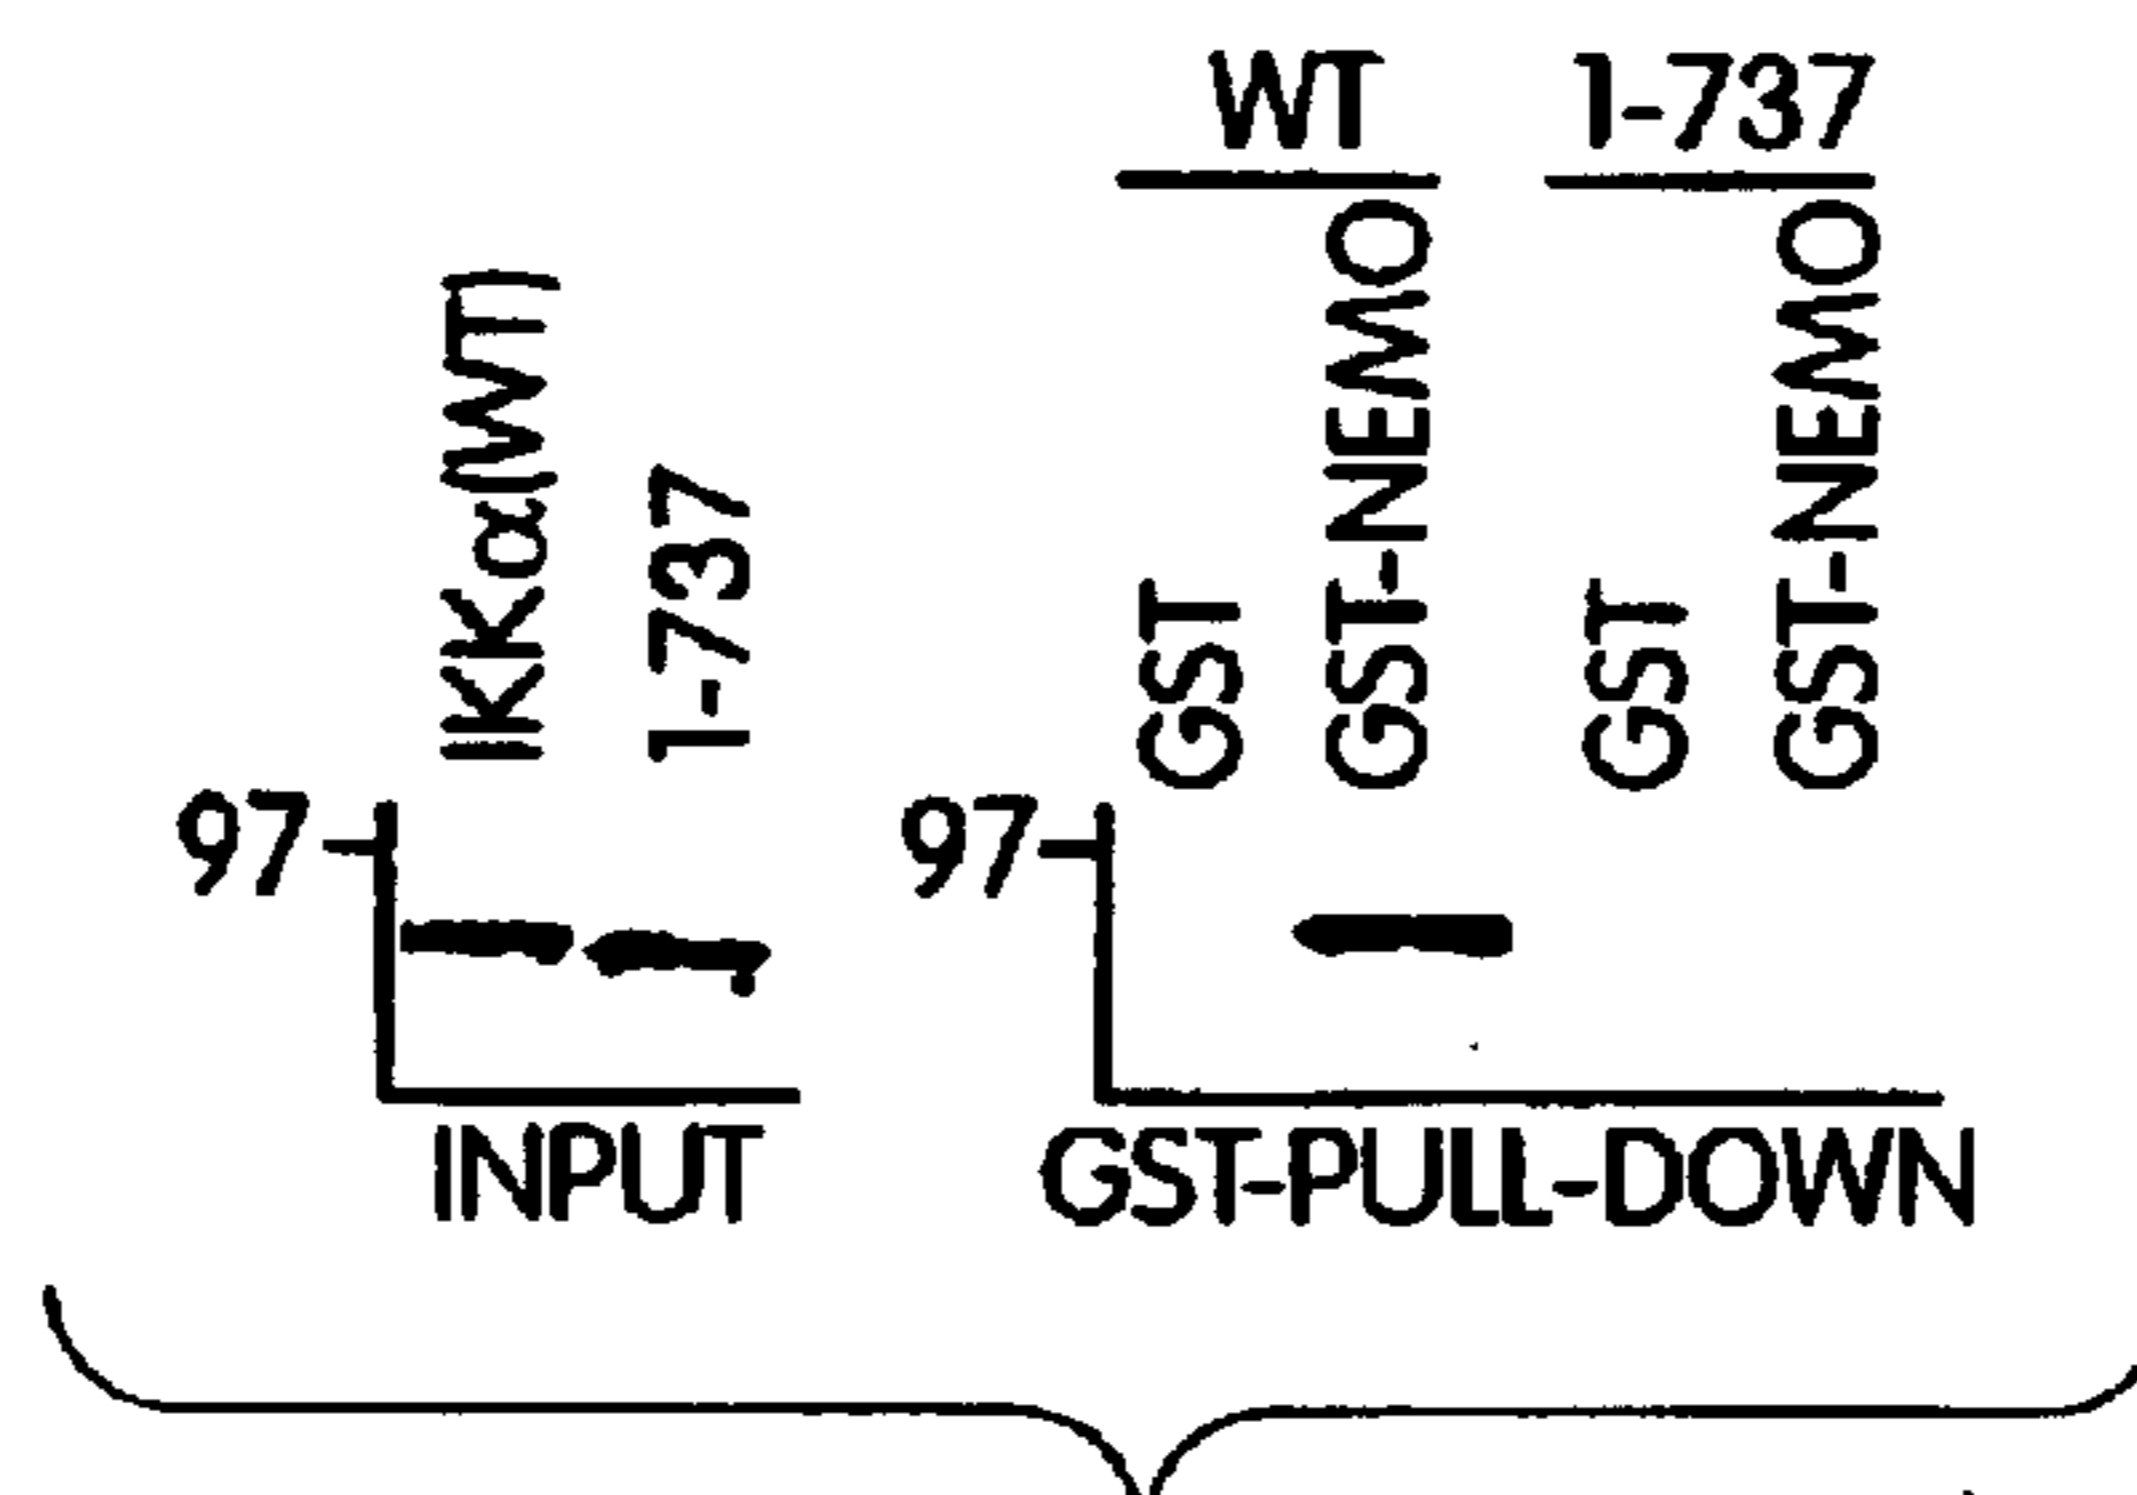 WT 1-737
IKKα(WT)
1-737
GST
GST-NEMO
GST
GST-NEMO
97
97
INPUT
GST-PULL-DOWN